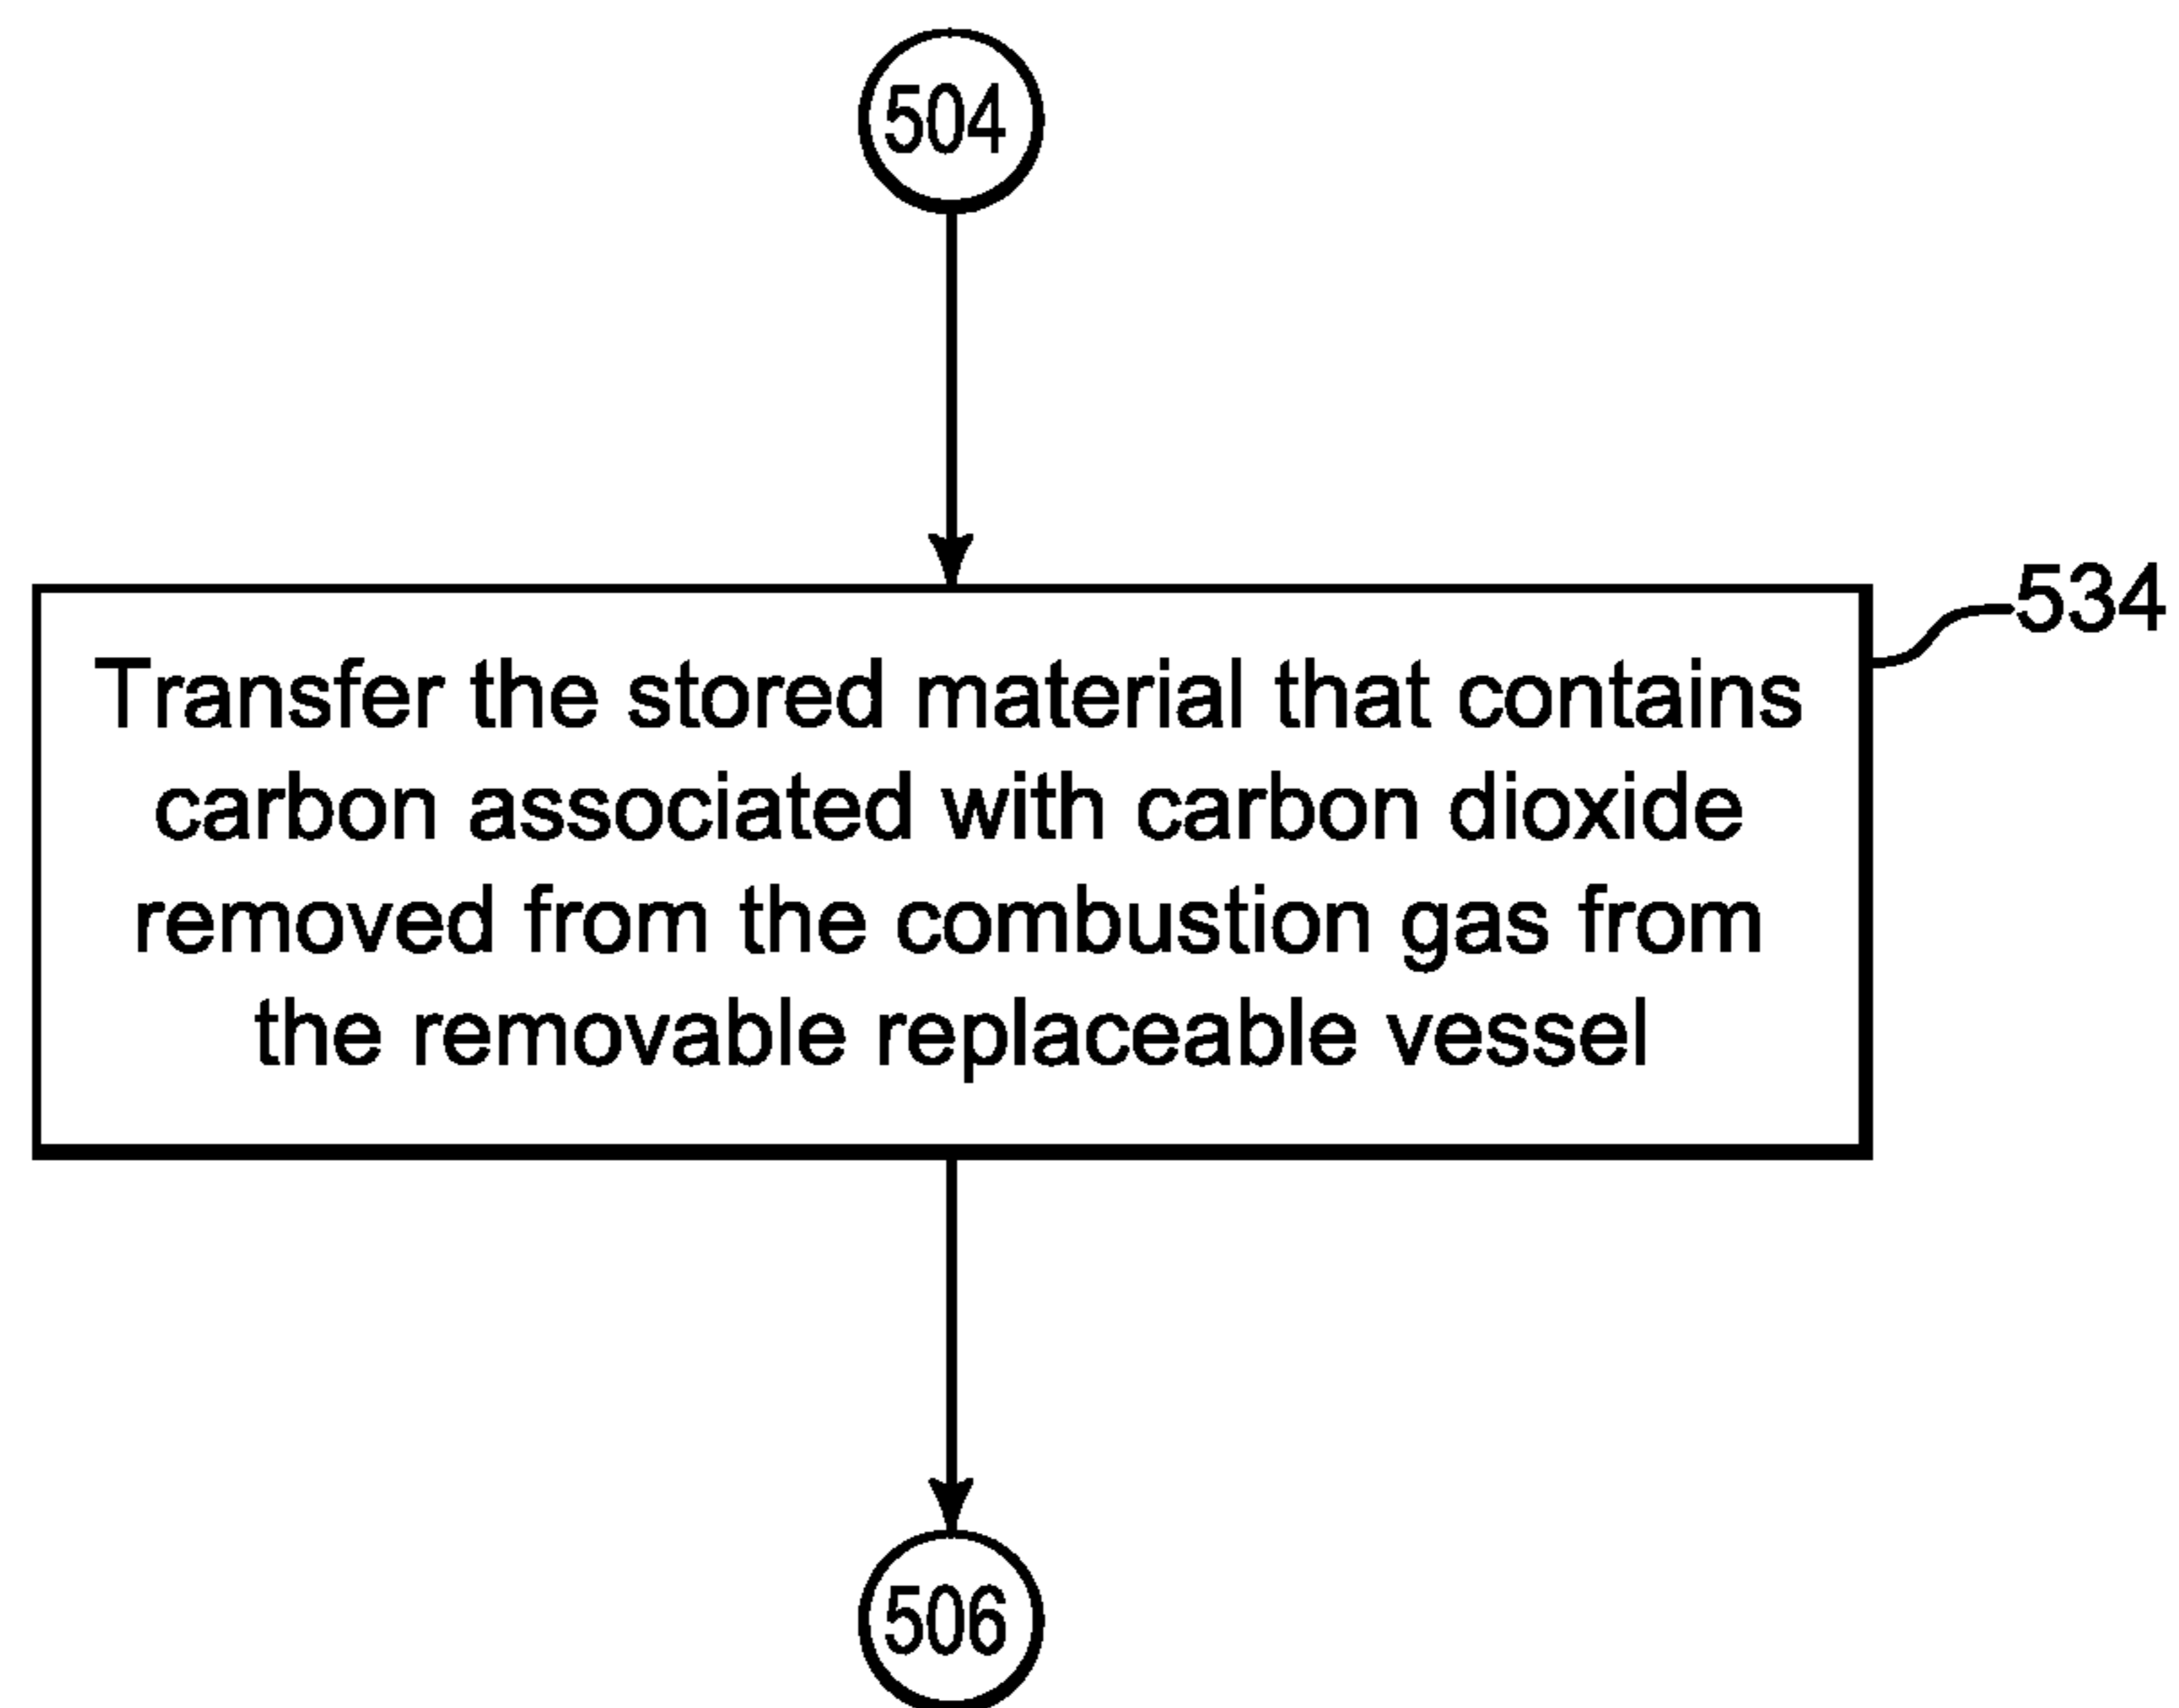 504
534
Transfer the stored material that contains
carbon associated with carbon dioxide
removed from the combustion gas from
the removable replaceable vessel
506